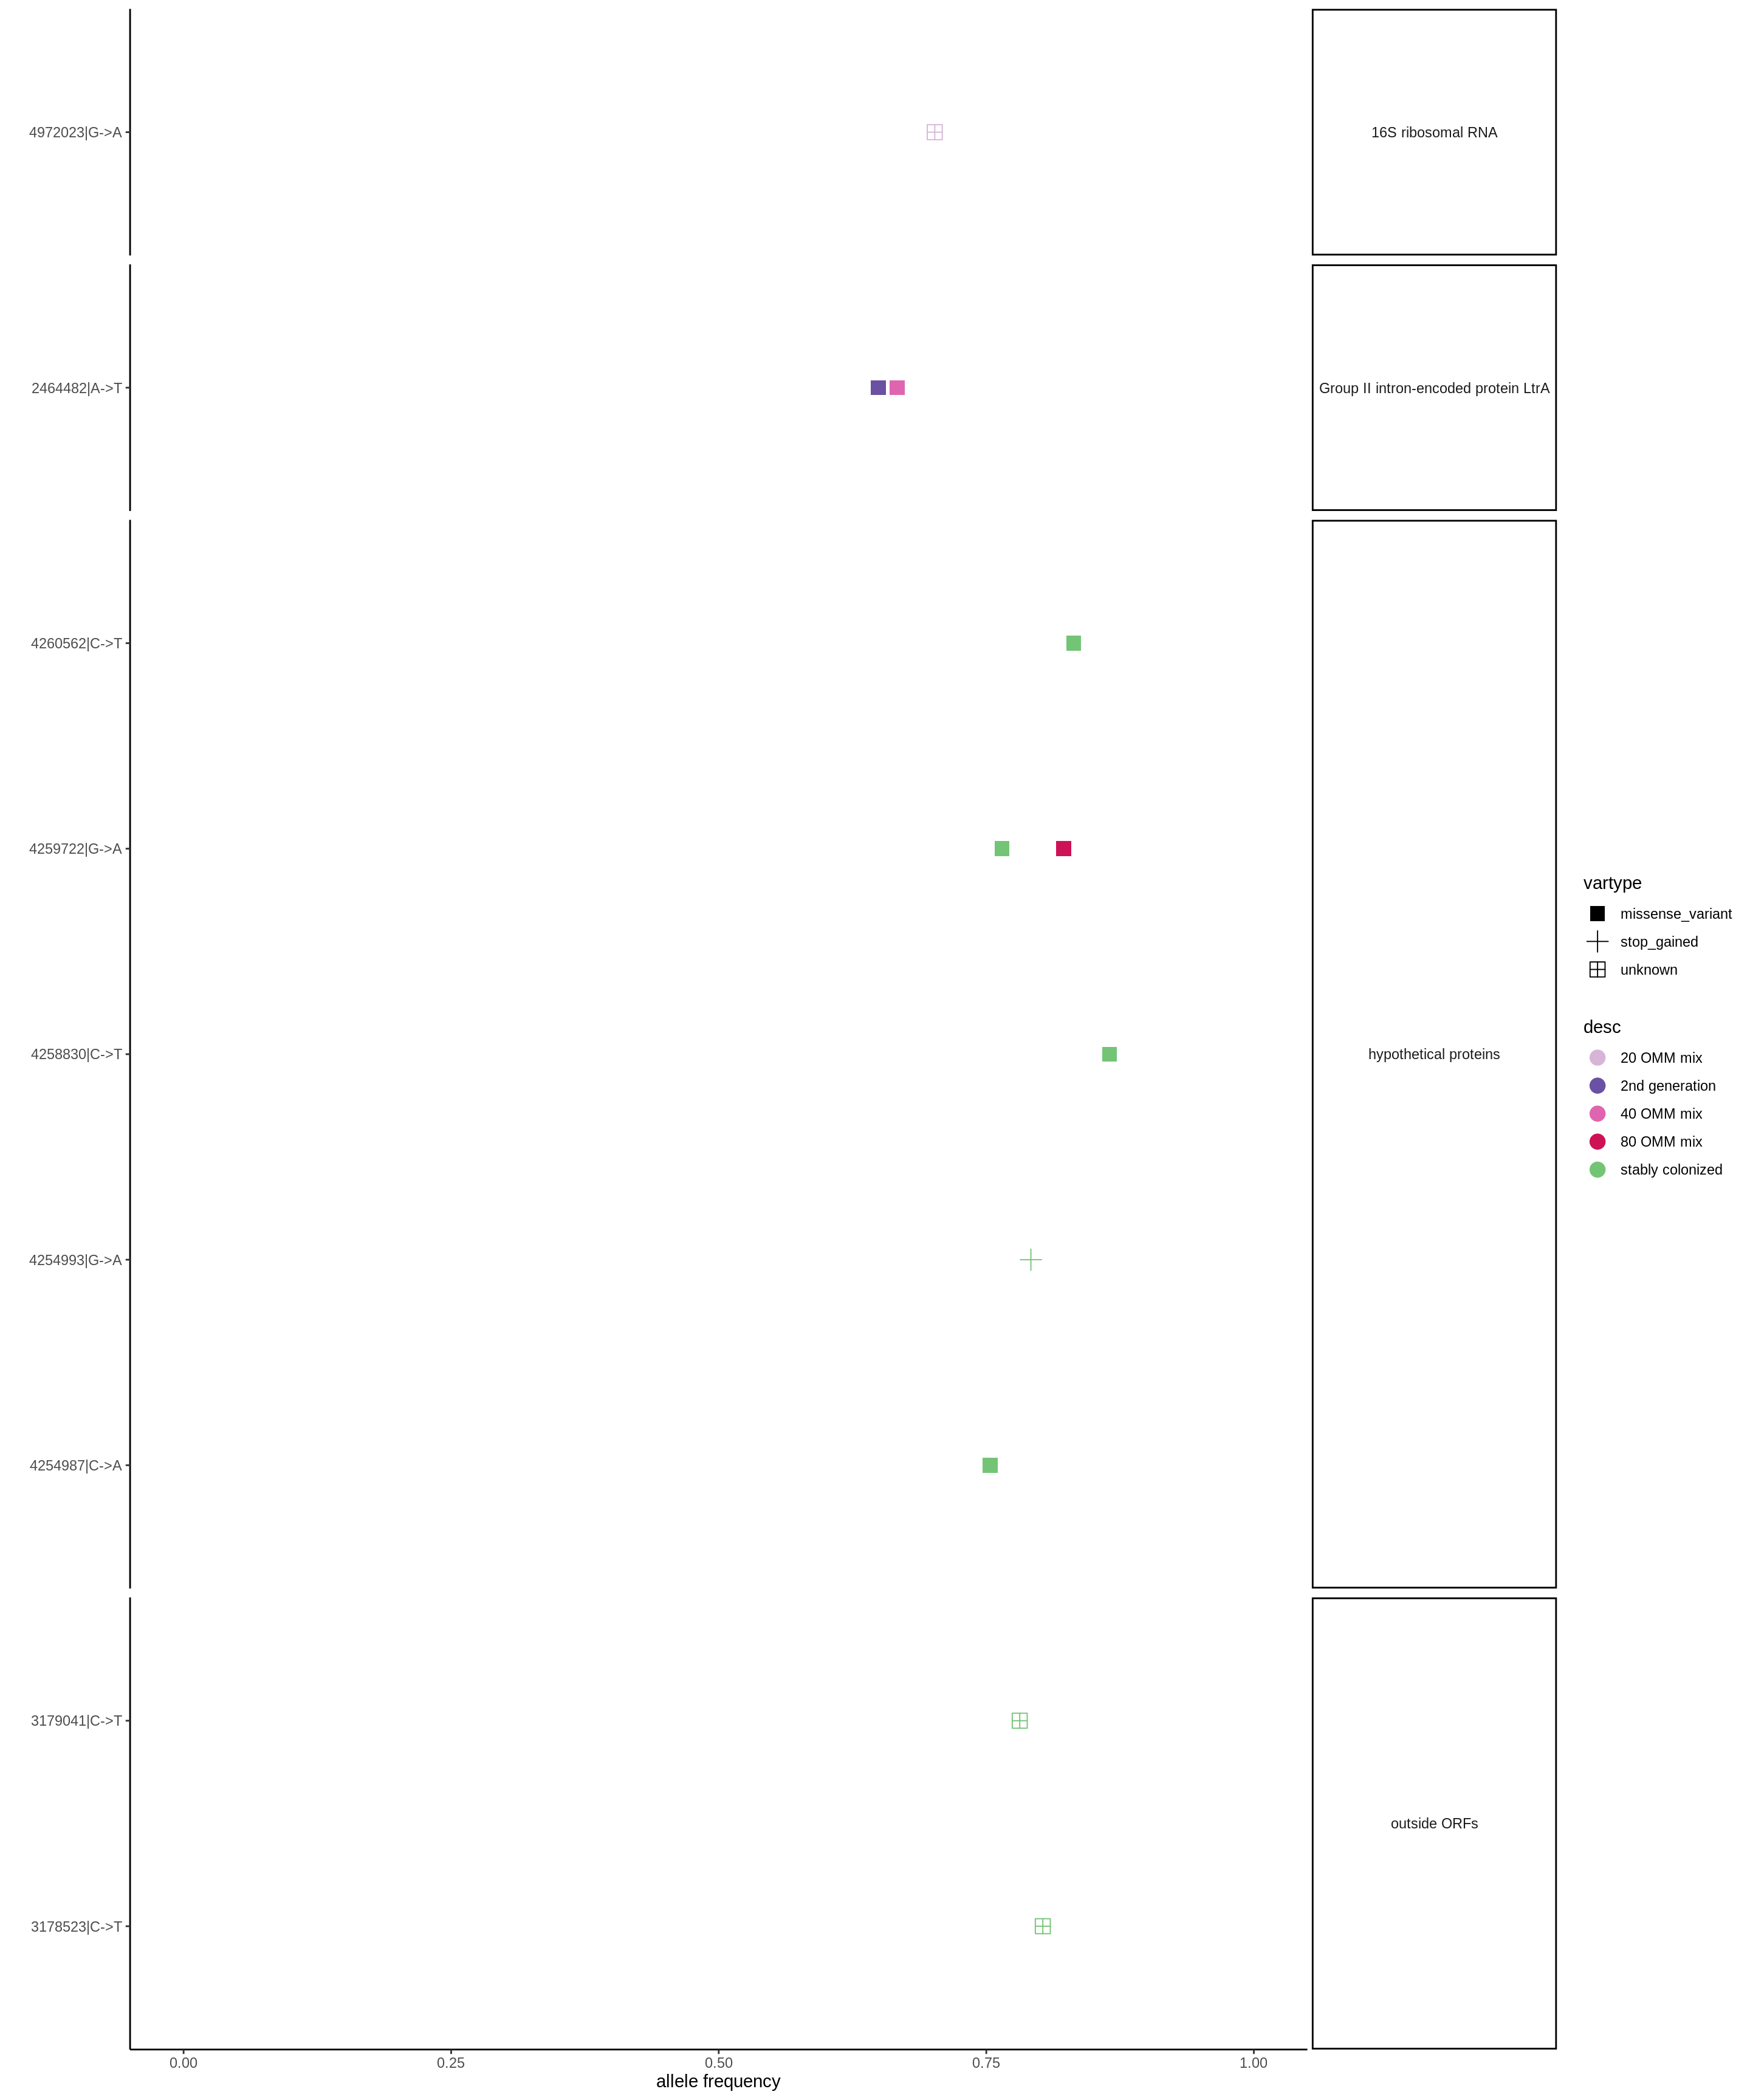 4972023|G->A
16S ribosomal RNA
2464482|A->T
Group II intron-encoded protein LtrA
4260562|C->T
4259722|G->A
4258830|C->T
hypothetical proteins
4254993|G->A
4254987|C->A
3179041|C->T
outside ORFs
3178523|C->T
0.00 0.25 0.50 0.75 1.00
allele frequency
vartype
missense_variant
stop_gained
unknown
desc
20 OMM mix
2nd generation
40 OMM mix
80 OMM mix
stably colonized